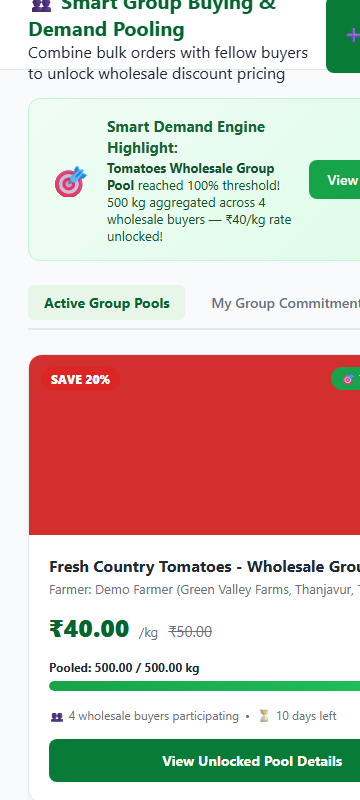 Smart Group Buying &
Demand Pooling
Combine bulk orders with fellow buyers
to unlock wholesale discount pricing
Smart Demand Engine
Highlight:
Tomatoes Wholesale Group
Pool reached 100% threshold!
500 kg aggregated across 4
wholesale buyers — ₹40/kg rate
unlocked!
View
Active Group Pools
My Group Commitment
SAVE 20%
Fresh Country Tomatoes - Wholesale Grou
Farmer: Demo Farmer (Green Valley Farms, Thanjavur,
₹40.00 /kg ₹50.00
Pooled: 500.00 / 500.00 kg
4 wholesale buyers participating • 10 days left
View Unlocked Pool Details